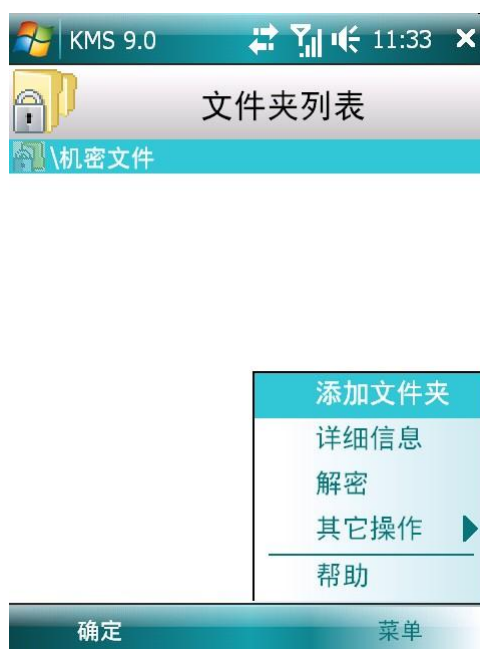 KMS 9.0 11:33
文件夹列表
\机密文件
添加文件夹
详细信息
解密
其它操作
帮助
确定 菜单